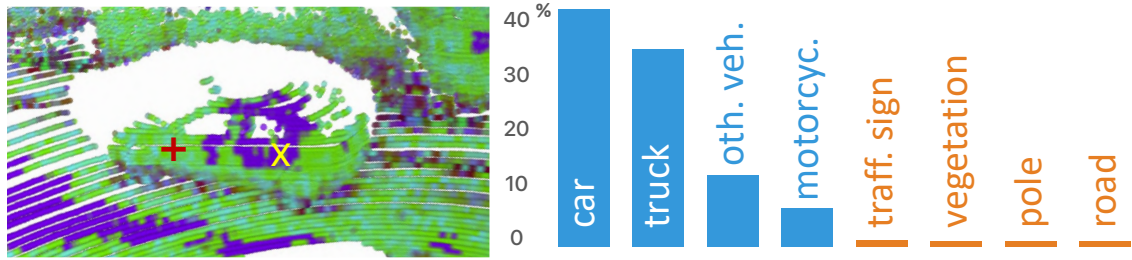 40 %
30
20
10
0
car
truck
oth. veh.
motorcyc.
traff. sign
vegetation
pole
road
+
X